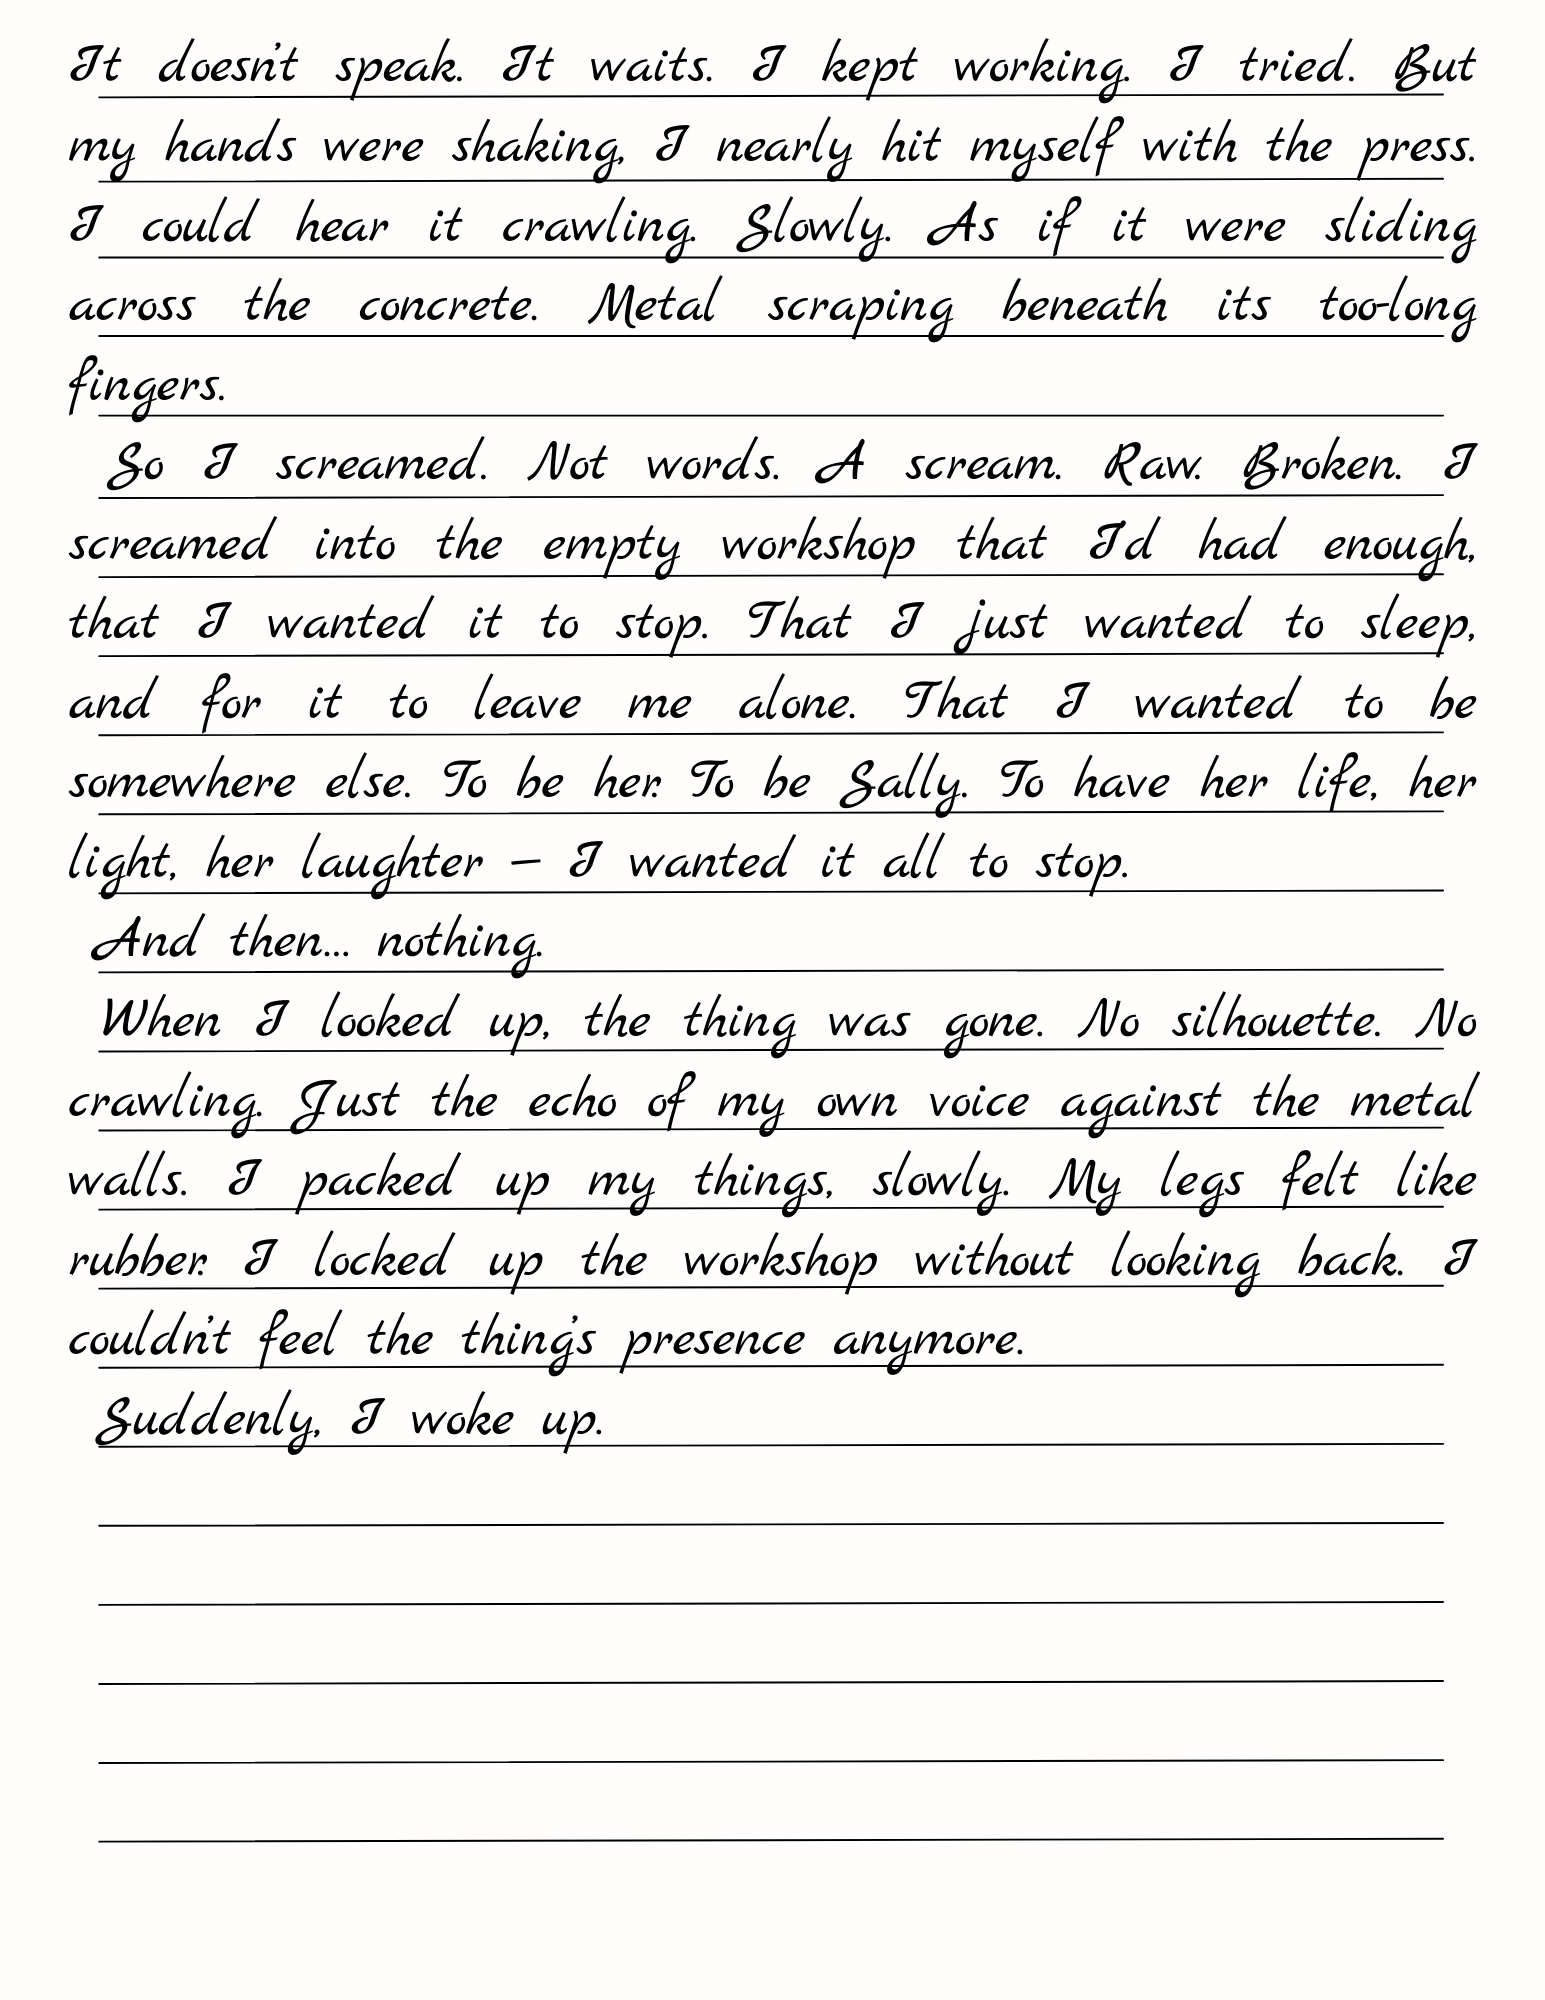 It doesn't speak. It waits. I kept working. I tried. But
my hands were shaking, I nearly hit myself with the press.
I could hear it crawling. Slowly. As if it were sliding
across the concrete. Metal scraping beneath its too-long
fingers.
So I screamed. Not words. A scream. Raw. Broken. I
screamed into the empty workshop that I'd had enough,
that I wanted it to stop. That I just wanted to sleep,
and for it to leave me alone. That I wanted to be
somewhere else. To be her. To be Sally. To have her life, her
light, her laughter – I wanted it all to stop.
And then... nothing.
When I looked up, the thing was gone. No silhouette. No
crawling. Just the echo of my own voice against the metal
walls. I packed up my things, slowly. My legs felt like
rubber. I locked up the workshop without looking back. I
couldn't feel the thing's presence anymore.
Suddenly, I woke up.